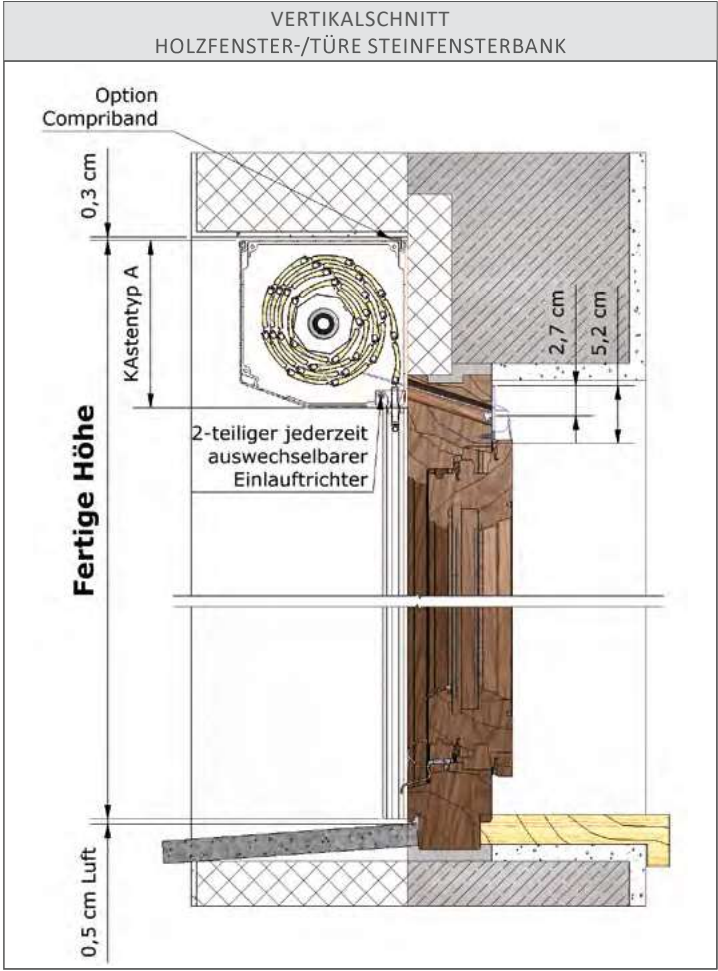 VERTIKALSCHNITT
HOLZFENSTER-/TÜRE STEINFENSTERBANK
Option
Compriband
0,3 cm
KAstentyp A
2,7 cm
5,2 cm
Fertige Höhe
2-teiliger jederzeit
auswechselbarer
Einlauftrichter
0,5 cm Luft